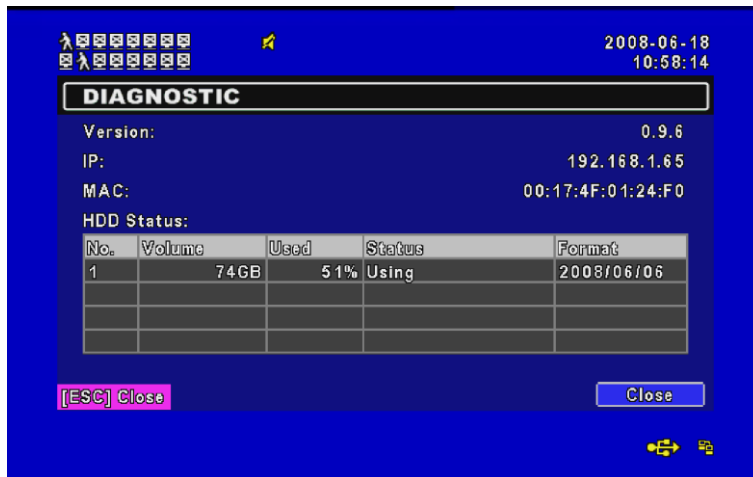 2008-06-18
10:58:14
DIAGNOSTIC
Version: 0.9.6
IP: 192.168.1.65
MAC: 00:17:4F:01:24:F0
HDD Status:
No. Volume Used Status Format
1 74GB 51% Using 2008/06/06
[ESC] Close Close